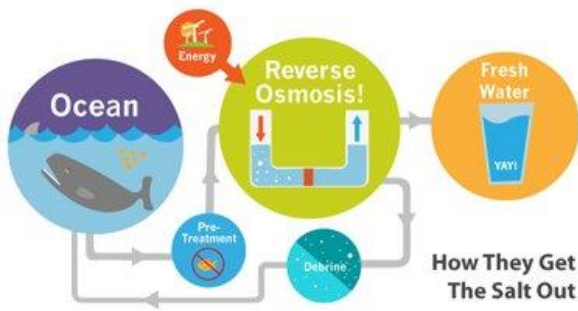 Energy
Ocean
Reverse
Osmosis!
Fresh
Water
YAY!
Pre-
Treatment
Debrine
How They Get
The Salt Out